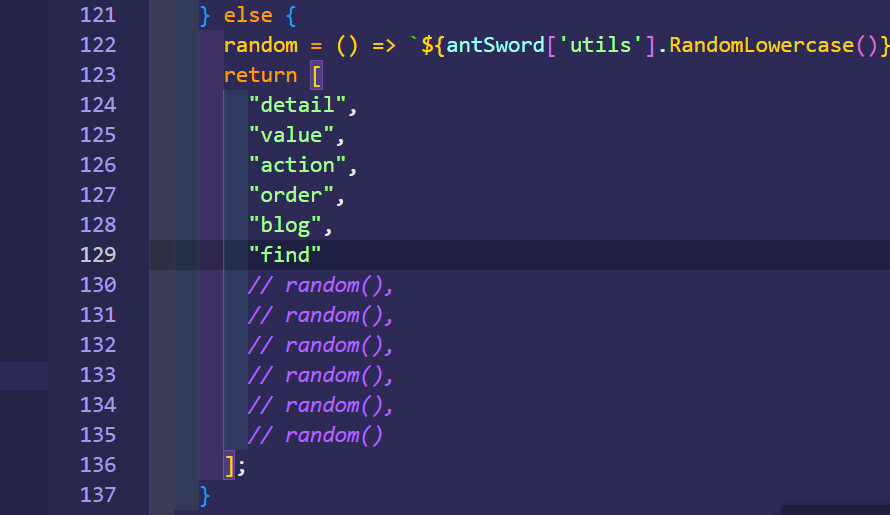 121 } else {
122 random = () => `${antSword['utils'].RandomLowercase()}
123 return [
124 "detail",
125 "value",
126 "action",
127 "order",
128 "blog",
129 "find"
130 // random(),
131 // random(),
132 // random(),
133 // random(),
134 // random(),
135 // random()
136 ];
137 }